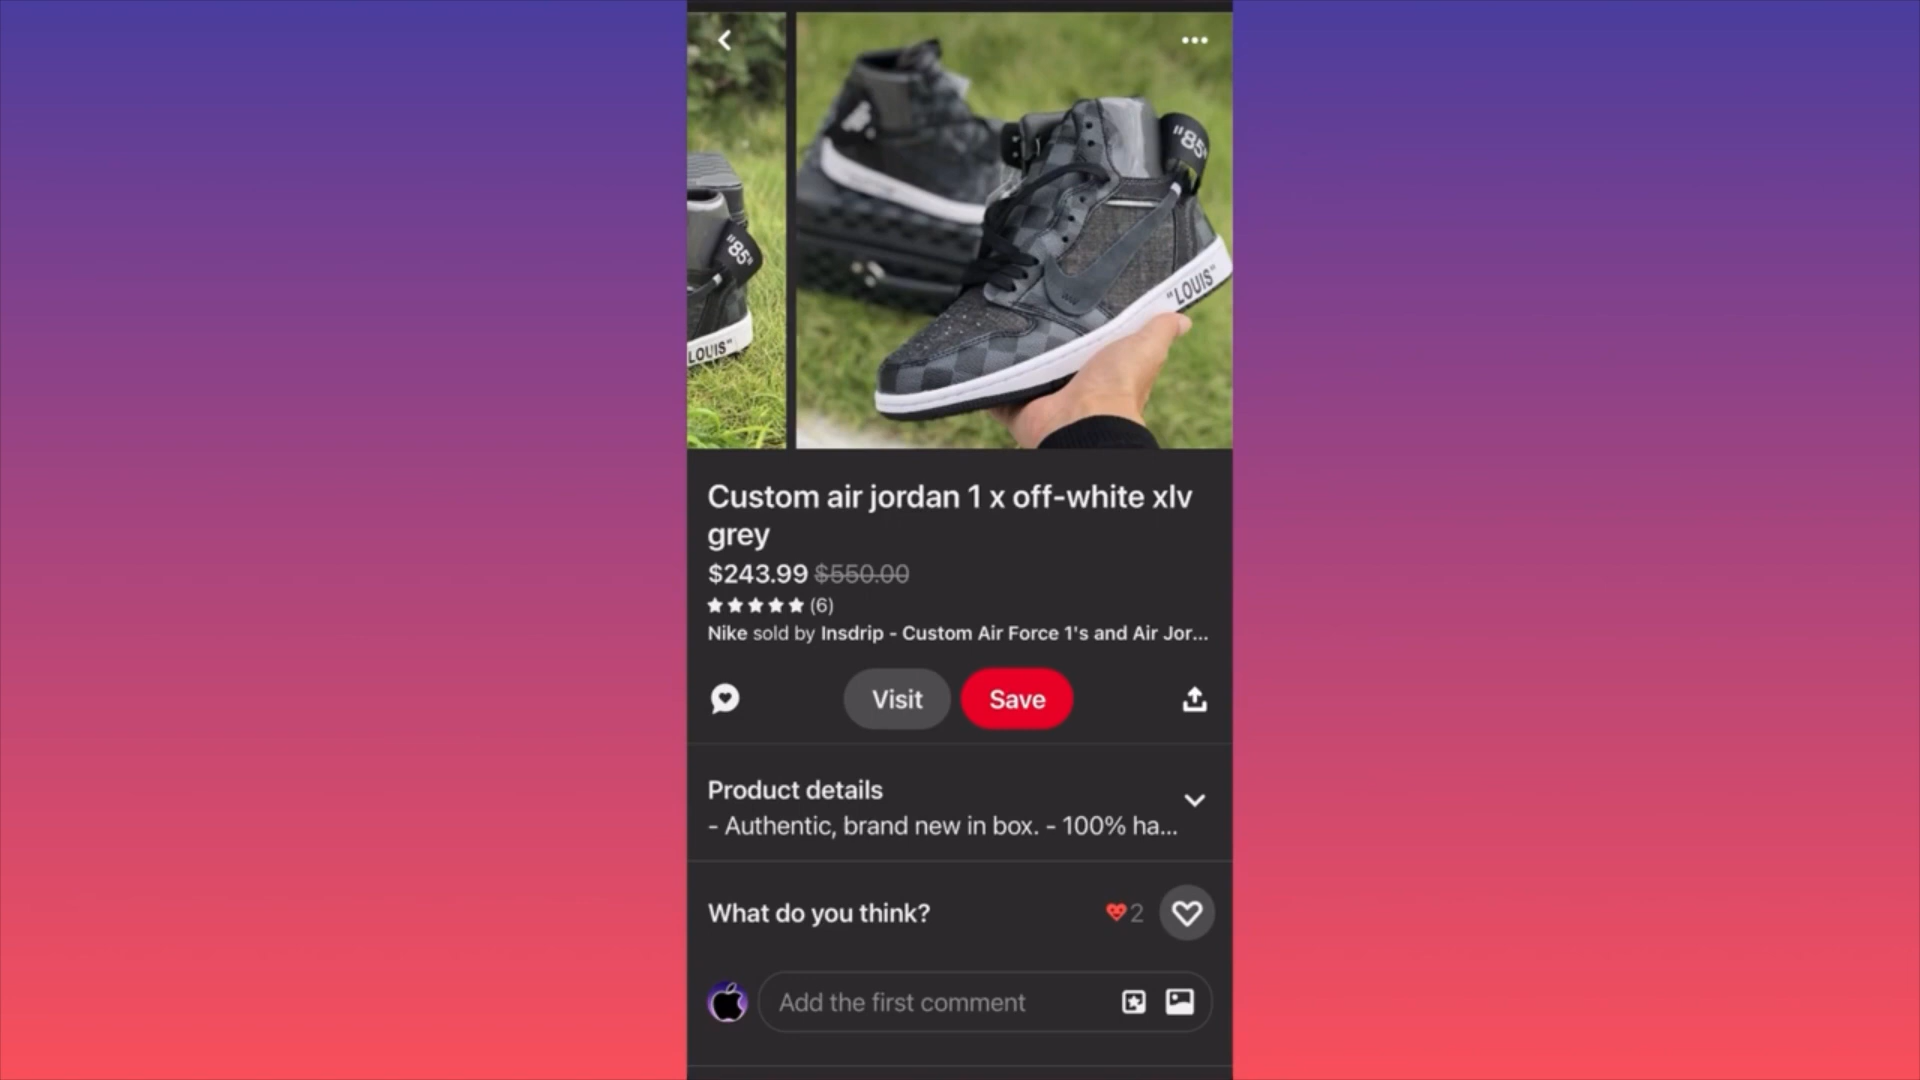 "85"
"85"
"LOUIS"
LOUIS"
Custom air jordan 1 x off-white xlv
grey
$243.99 $550.00
(6)
Nike sold by Insdrip - Custom Air Force 1's and Air Jor...
Visit
Save
Product details
- Authentic, brand new in box. - 100% ha...
What do you think?
2
Add the first comment